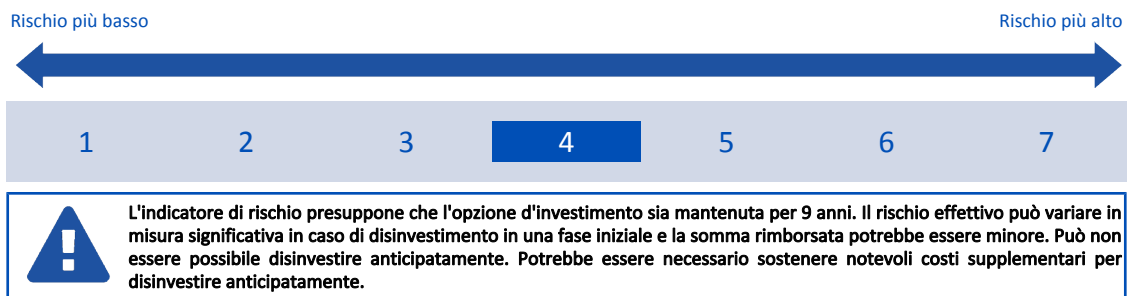 Rischio più basso Rischio più alto
1 2 3 4 5 6 7
L'indicatore di rischio presuppone che l'opzione d'investimento sia mantenuta per 9 anni. Il rischio effettivo può variare in
misura significativa in caso di disinvestimento in una fase iniziale e la somma rimborsata potrebbe essere minore. Può non
essere possibile disinvestire anticipatamente. Potrebbe essere necessario sostenere notevoli costi supplementari per
disinvestire anticipatamente.